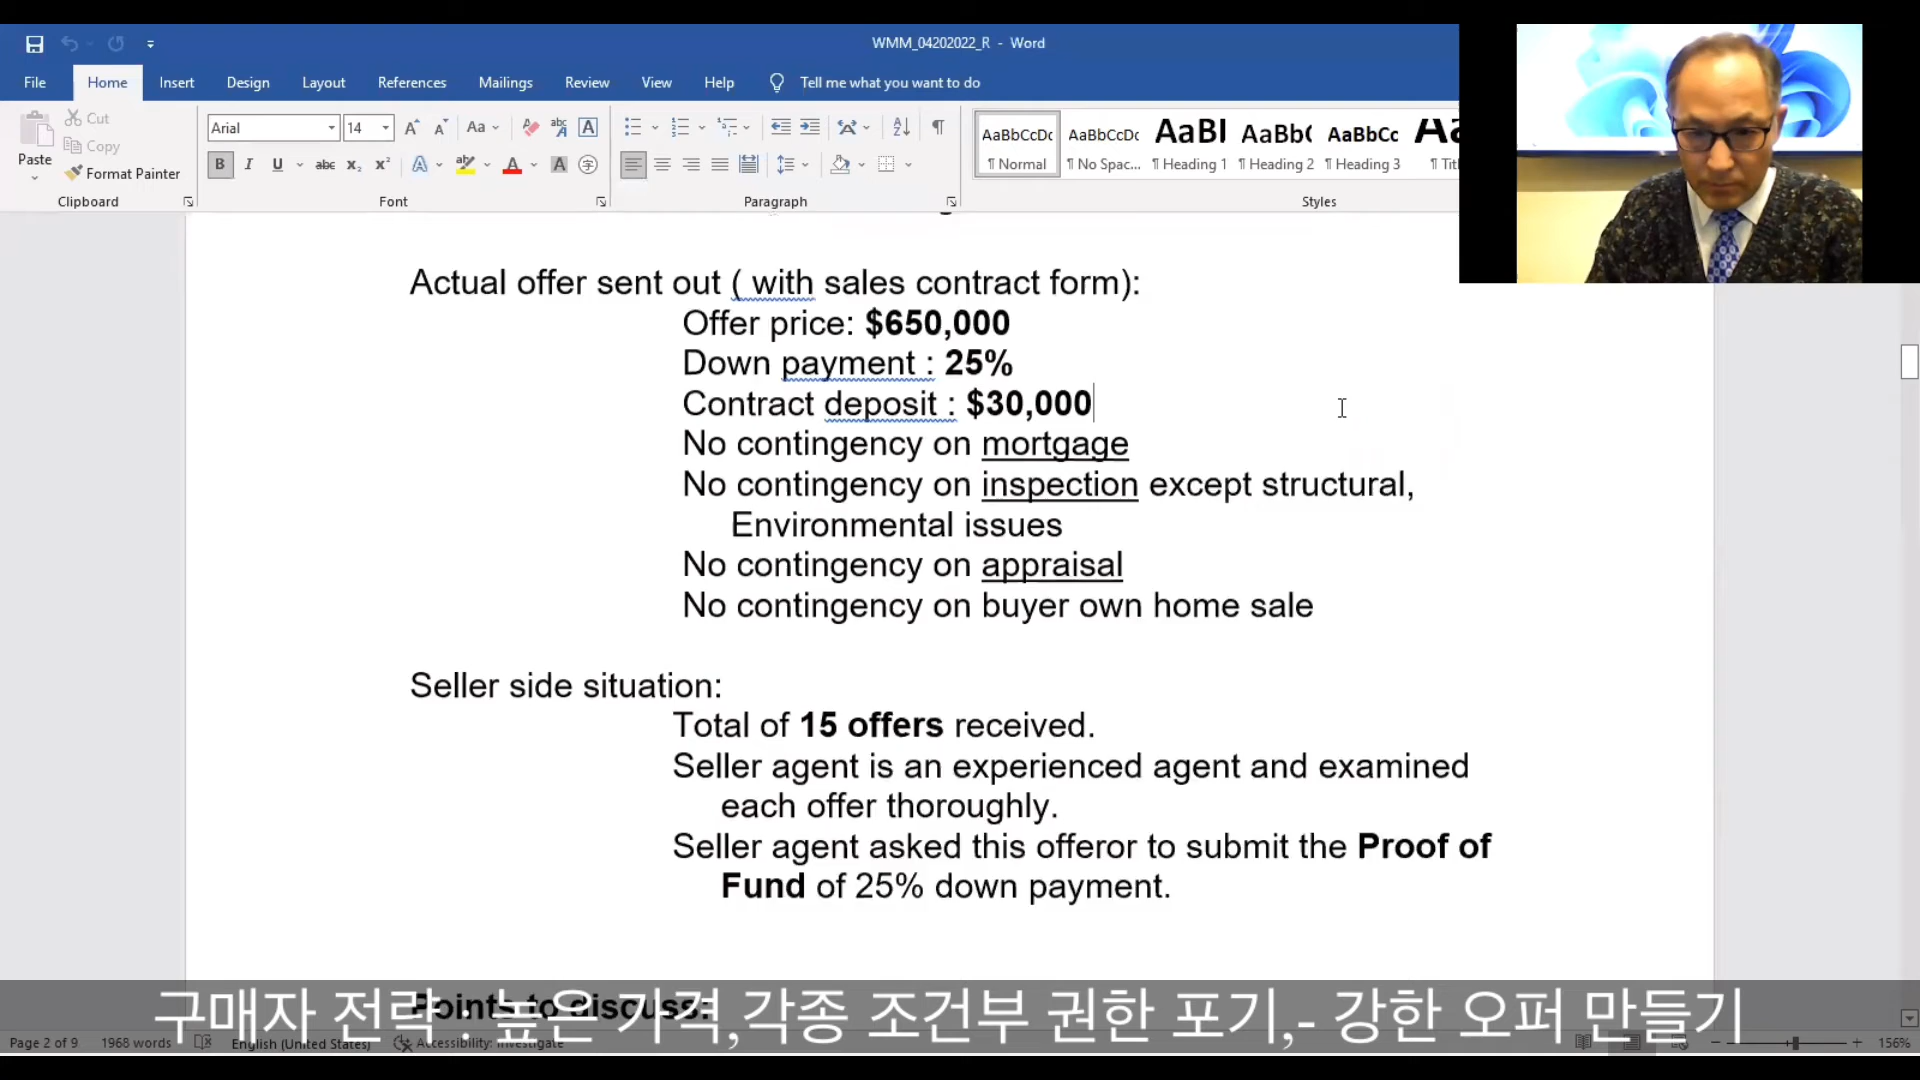 WMM_04202022_R - Word
File Home Insert Design Layout References Mailings Review View Help Tell me what you want to do
Paste
Cut
Copy
Format Painter
Arial 14
AaBbCcDc AaBbCcDc AaBl AaBb( AaBbCc
¶ Normal ¶ No Spac... ¶ Heading 1 ¶ Heading 2 ¶ Heading 3 ¶ Titl
Clipboard Font Paragraph Styles
Actual offer sent out ( with sales contract form):
Offer price: $650,000
Down payment : 25%
Contract deposit : $30,000
No contingency on mortgage
No contingency on inspection except structural,
Environmental issues
No contingency on appraisal
No contingency on buyer own home sale
Seller side situation:
Total of 15 offers received.
Seller agent is an experienced agent and examined
each offer thoroughly.
Seller agent asked this offeror to submit the Proof of
Fund of 25% down payment.
Points to discuss:
구매자 전략 : 높은 가격,각종 조건부 권한 포기,- 강한 오퍼 만들기
Page 2 of 9 1968 words English (United States) Accessibility: Investigate 156%